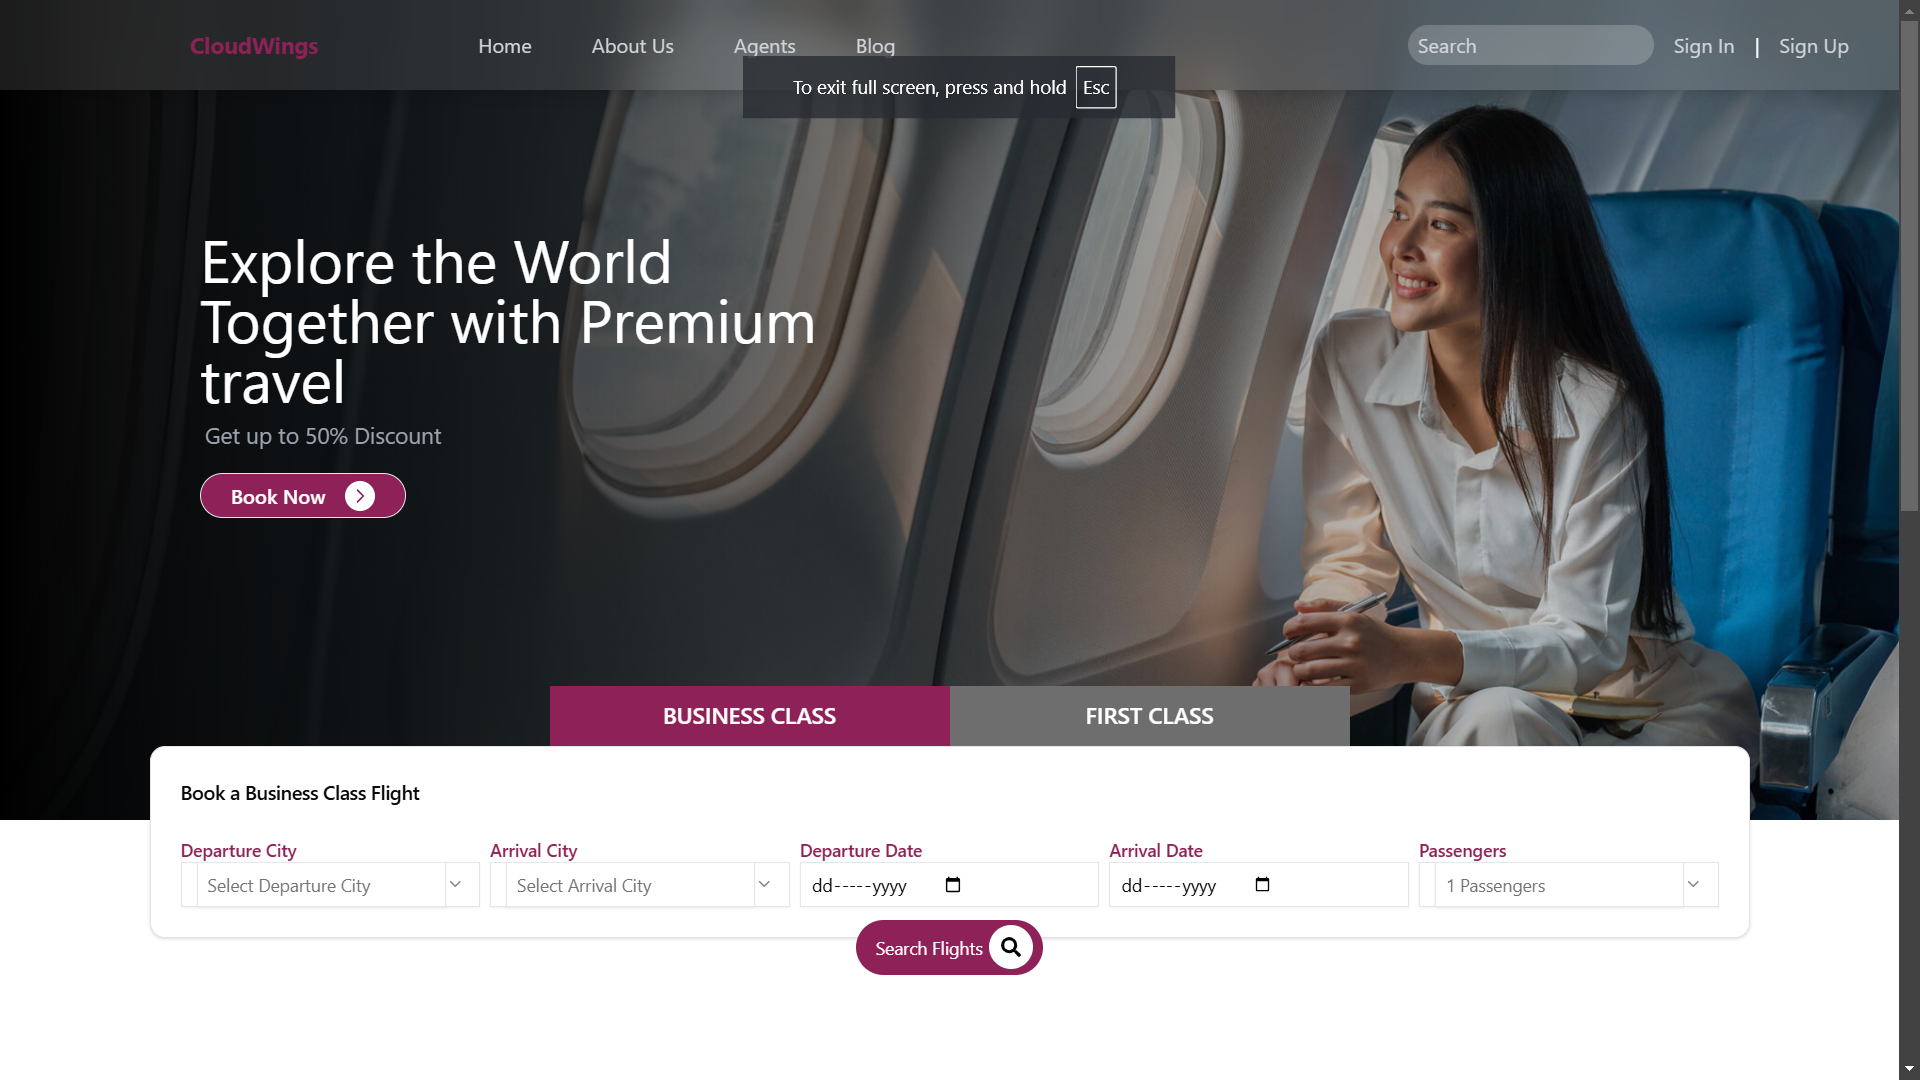 CloudWings
Home
About Us
Agents
Blog
Search
Sign In
|
Sign Up
To exit full screen, press and hold Esc
Explore the World
Together with Premium
travel
Get up to 50% Discount
Book Now
BUSINESS CLASS
FIRST CLASS
Book a Business Class Flight
Departure City
Arrival City
Departure Date
Arrival Date
Passengers
Select Departure City
Select Arrival City
dd-----yyyy
dd-----yyyy
1 Passengers
Search Flights